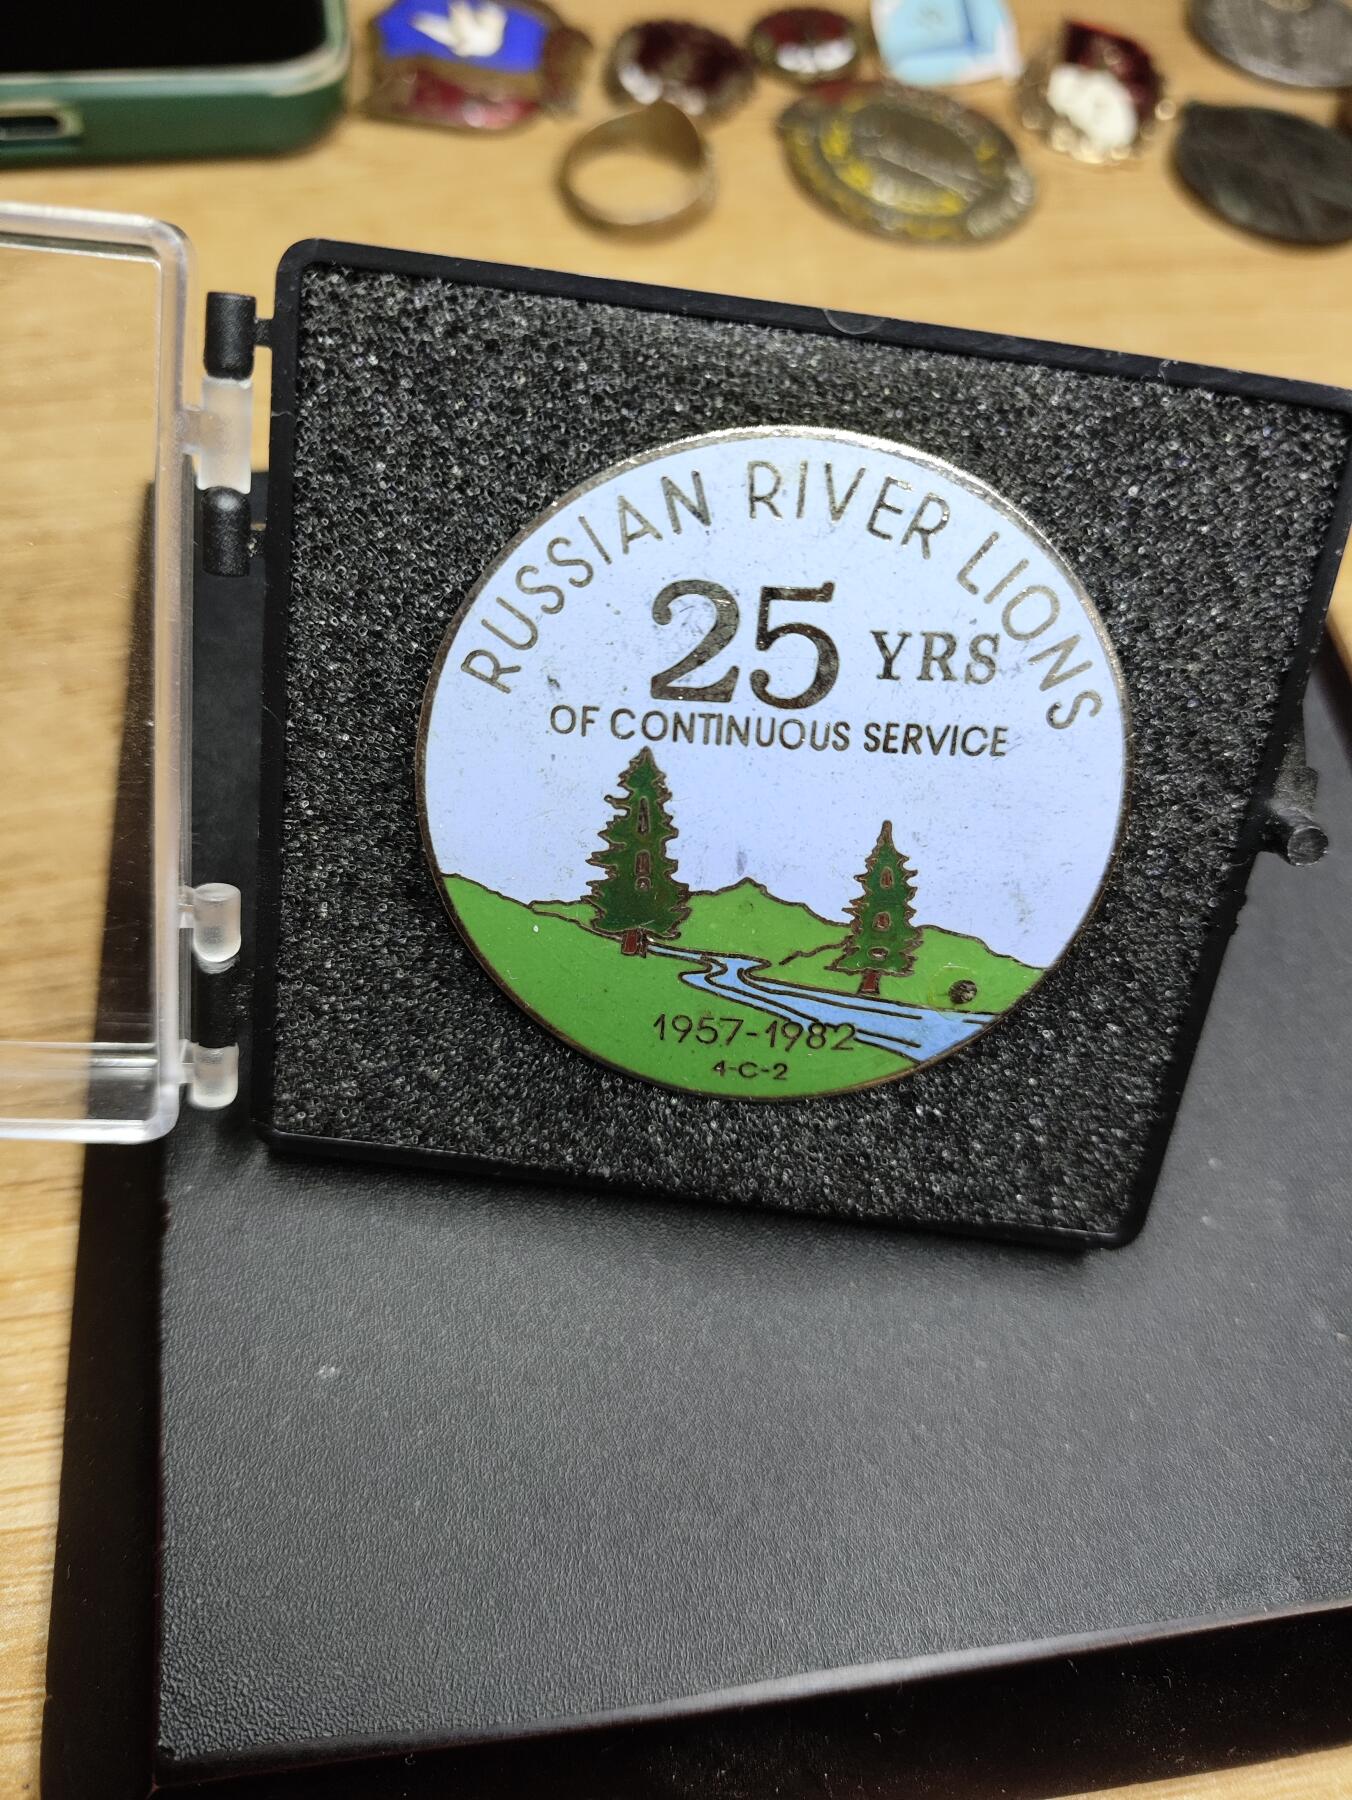 RUSSIAN RIVER LIONS
25 YRS
OF CONTINUOUS SERVICE
1957-1982
4-C-2